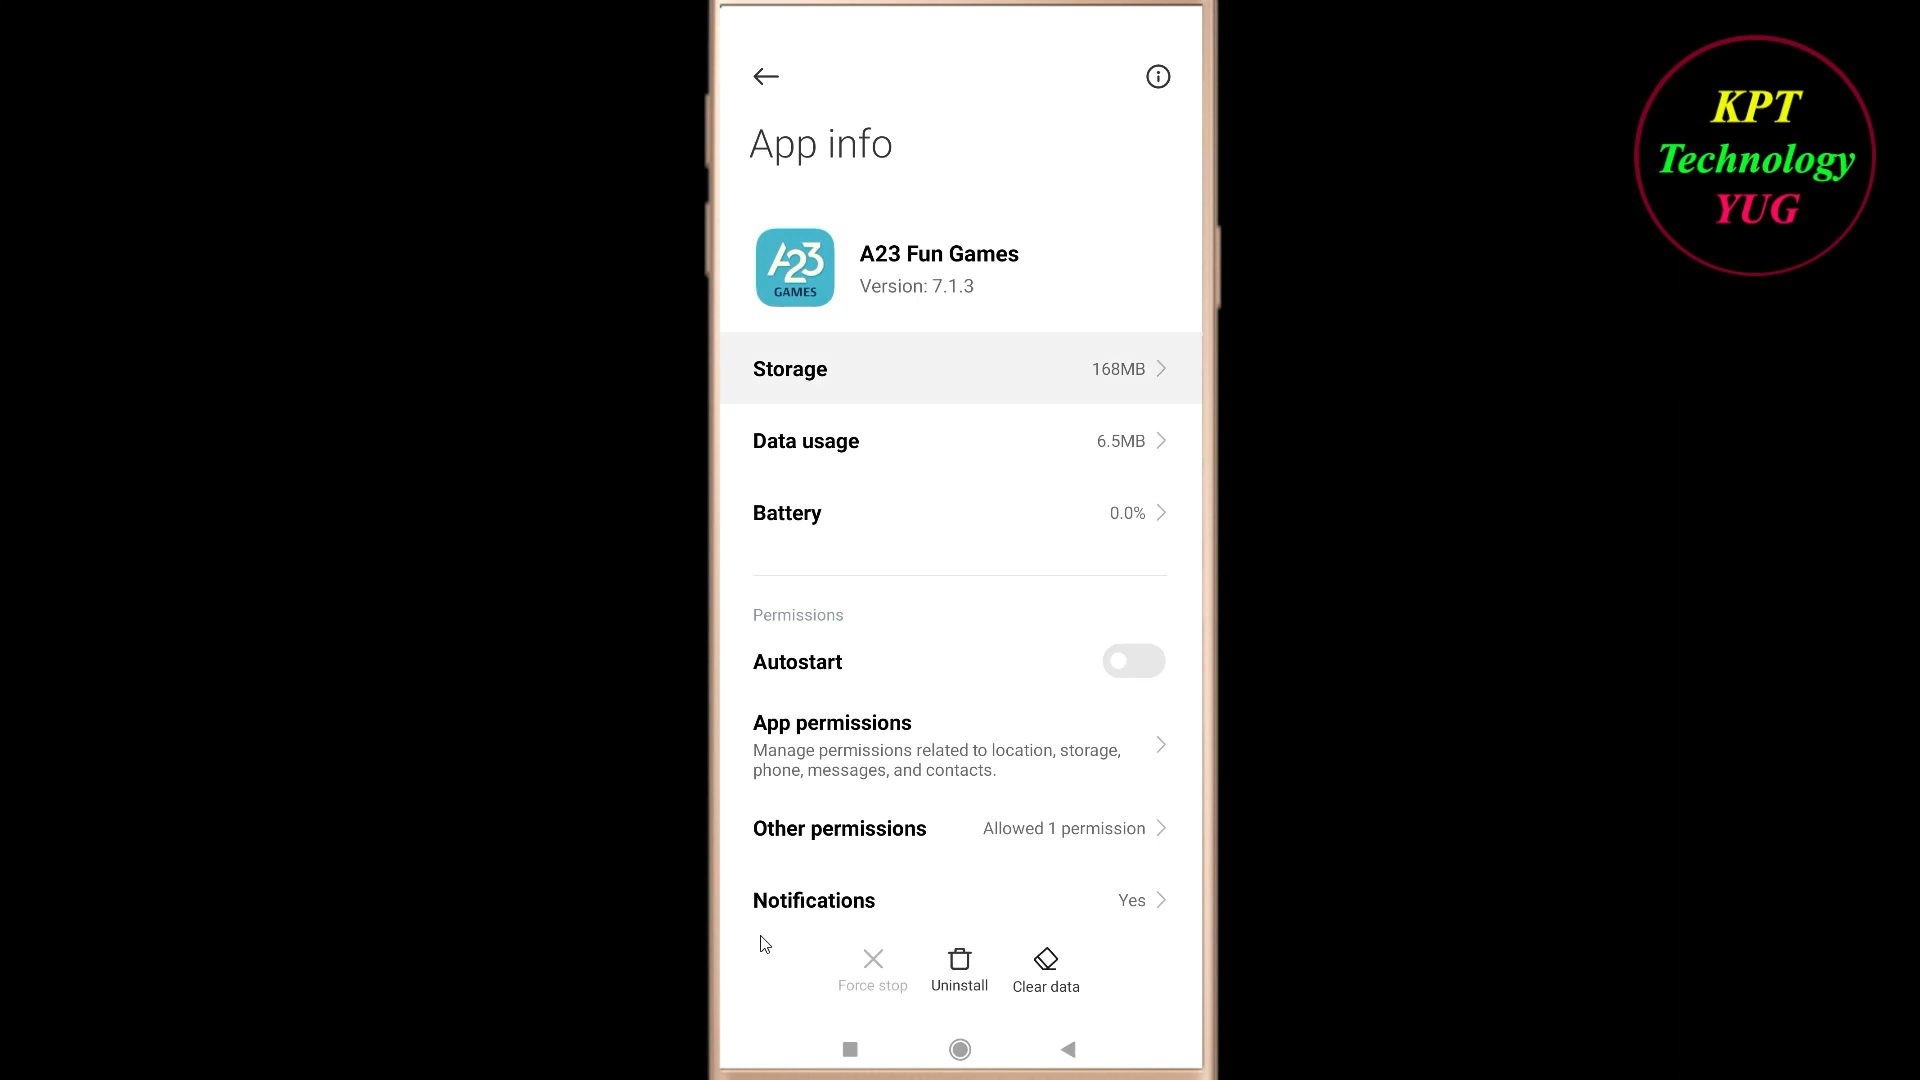 KPT
Technology
YUG
App info
A23
GAMES
A23 Fun Games
Version: 7.1.3
Storage 168MB
Data usage 6.5MB
Battery 0.0%
Permissions
Autostart
App permissions
Manage permissions related to location, storage,
phone, messages, and contacts.
Other permissions Allowed 1 permission
Notifications Yes
Force stop Uninstall Clear data